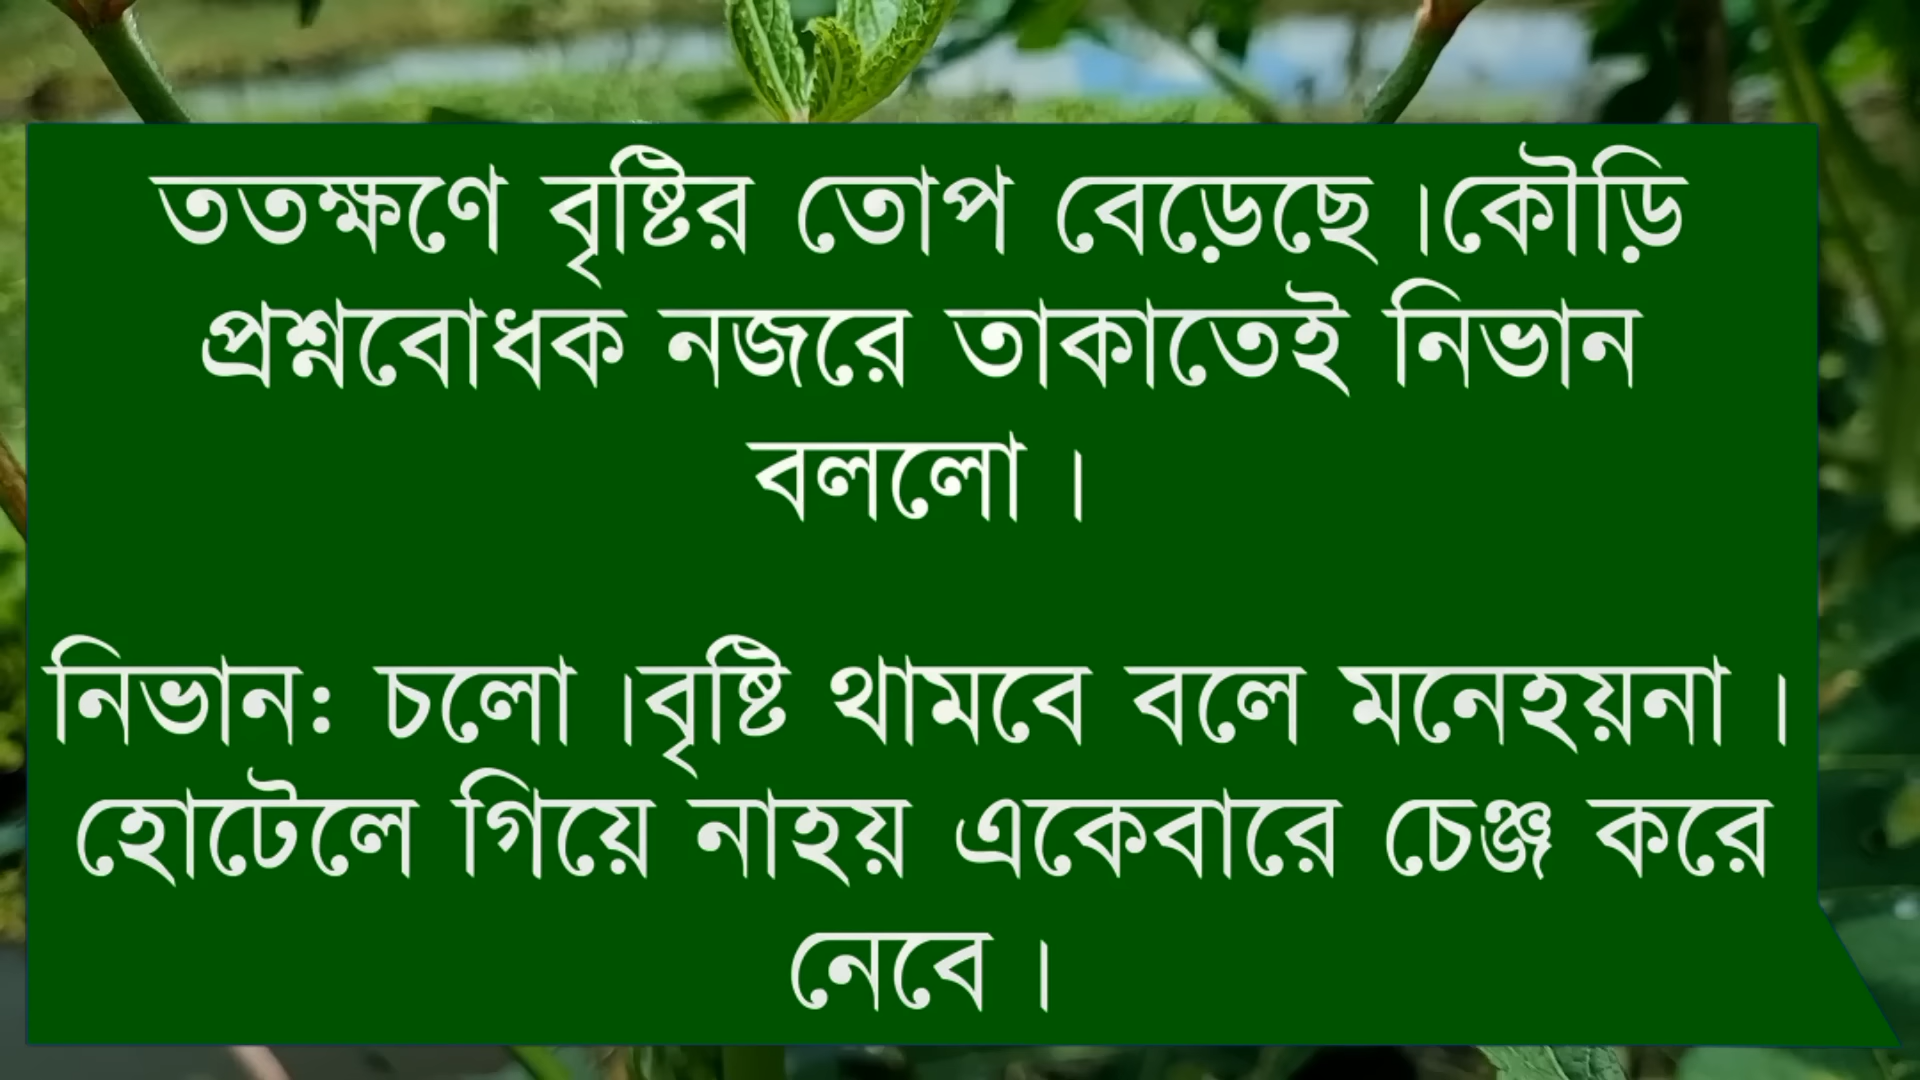 ততক্ষণে বৃষ্টির তোপ বেড়েছে ।কৌড়ি
প্রশ্নবোধক নজরে তাকাতেই নিভান
বললো ।
নিভান: চলো ।বৃষ্টি থামবে বলে মনেহয়না ।
হোটেলে গিয়ে নাহয় একেবারে চেঞ্জ করে
নেবে ।